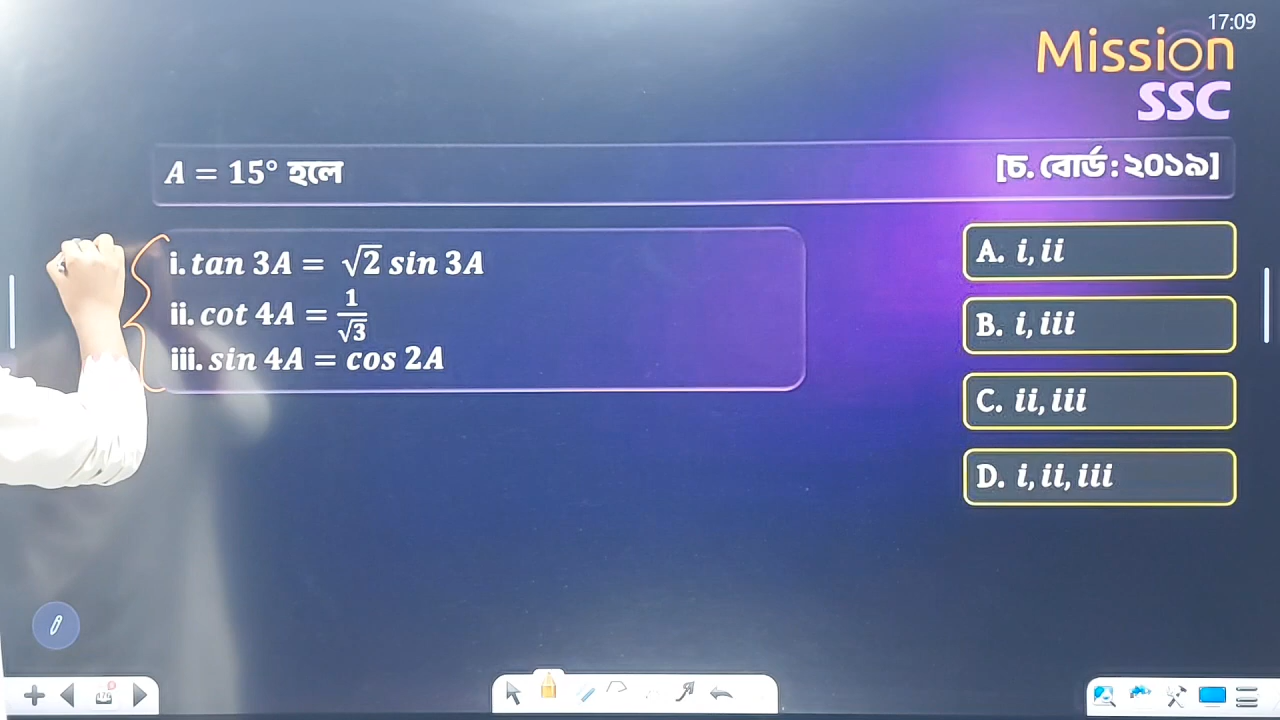 17:09
Mission
SSC
A = 15° হলে [চ. বোর্ড : ২০১৯]
i. tan 3A = √2 sin 3A
ii. cot 4A = 1/√3
iii. sin 4A = cos 2A
A. i, ii
B. i, iii
C. ii, iii
D. i, ii, iii